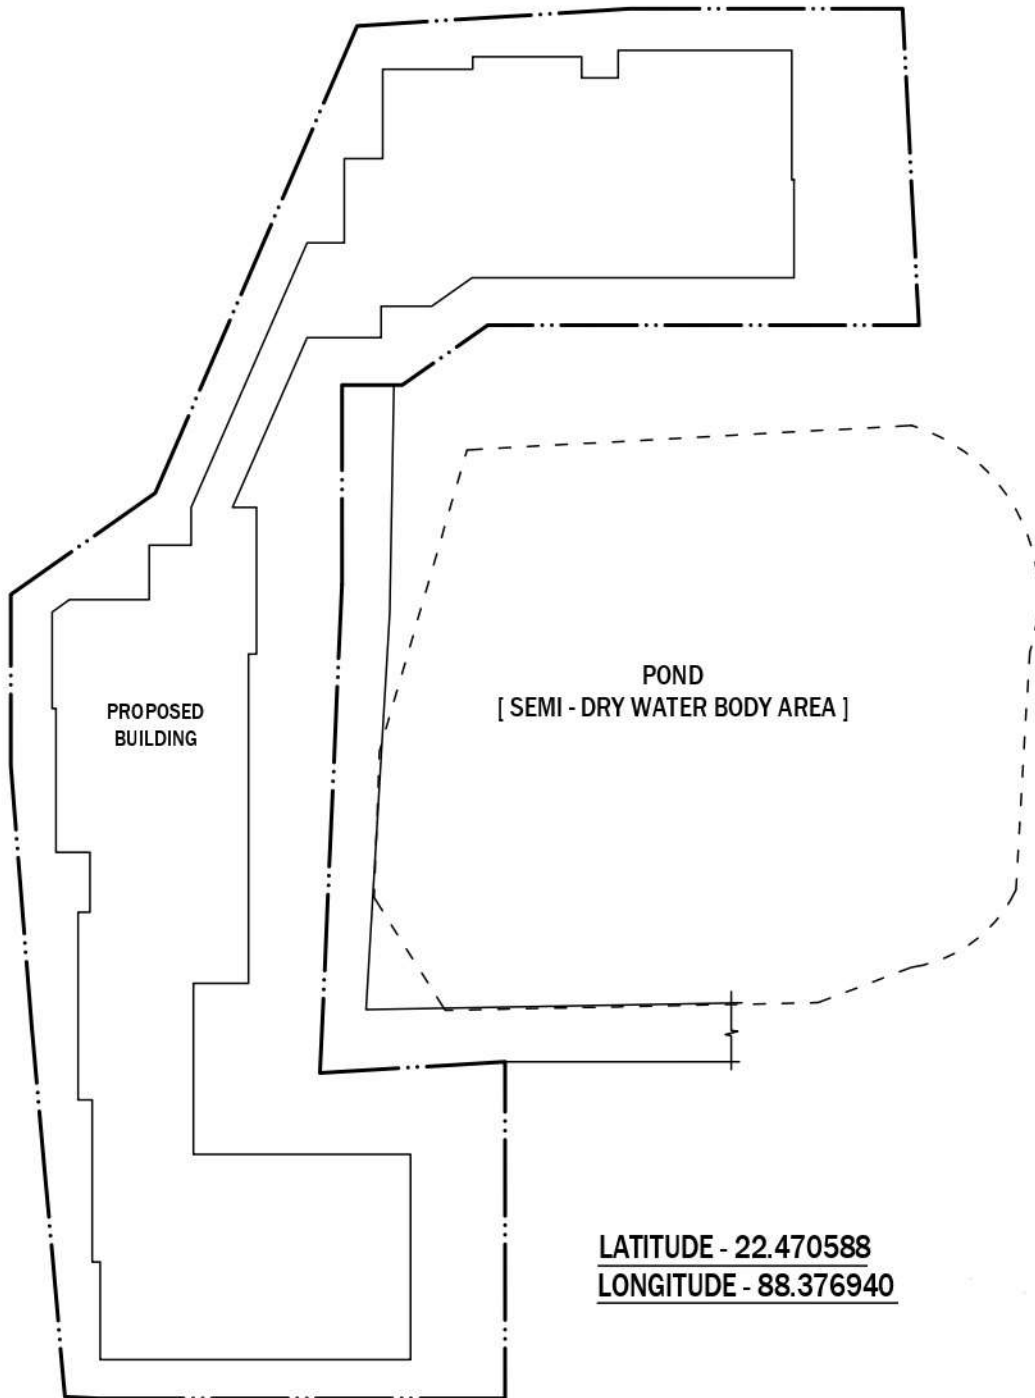 POND
[ SEMI - DRY WATER BODY AREA ]
PROPOSED
BUILDING
LATITUDE - 22.470588
LONGITUDE - 88.376940